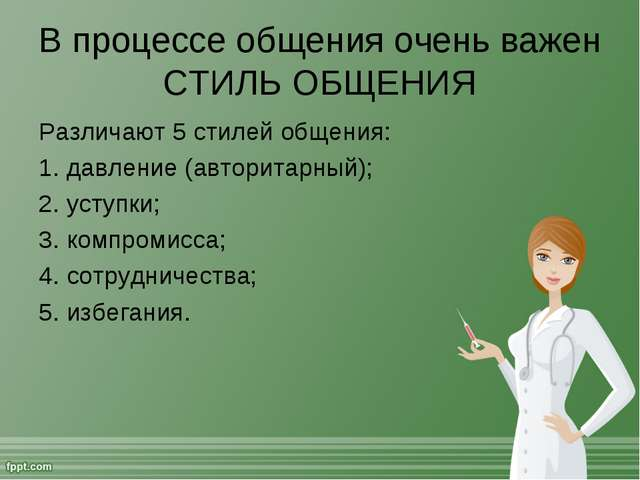 В процессе общения очень важен
СТИЛЬ ОБЩЕНИЯ
Различают 5 стилей общения:
1. давление (авторитарный);
2. уступки;
3. компромисса;
4. сотрудничества;
5. избегания.
fppt.com